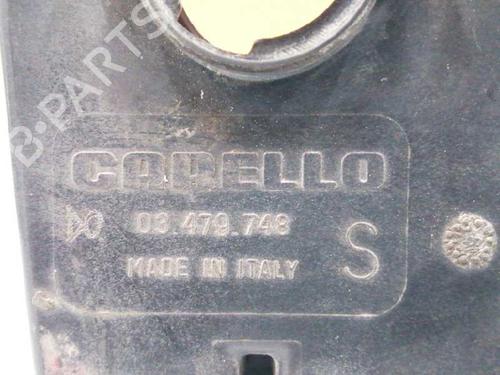 B-PARTS
CARELLO
03.479.748
MADE IN ITALY
S